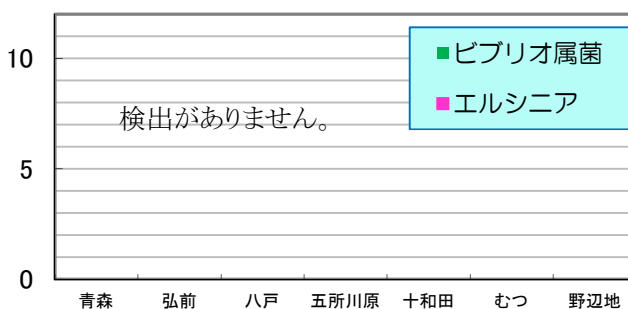 10
5
0
■ビブリオ属菌
■エルシニア
検出がありません。
青森 弘前 八戸 五所川原 十和田 むつ 野辺地